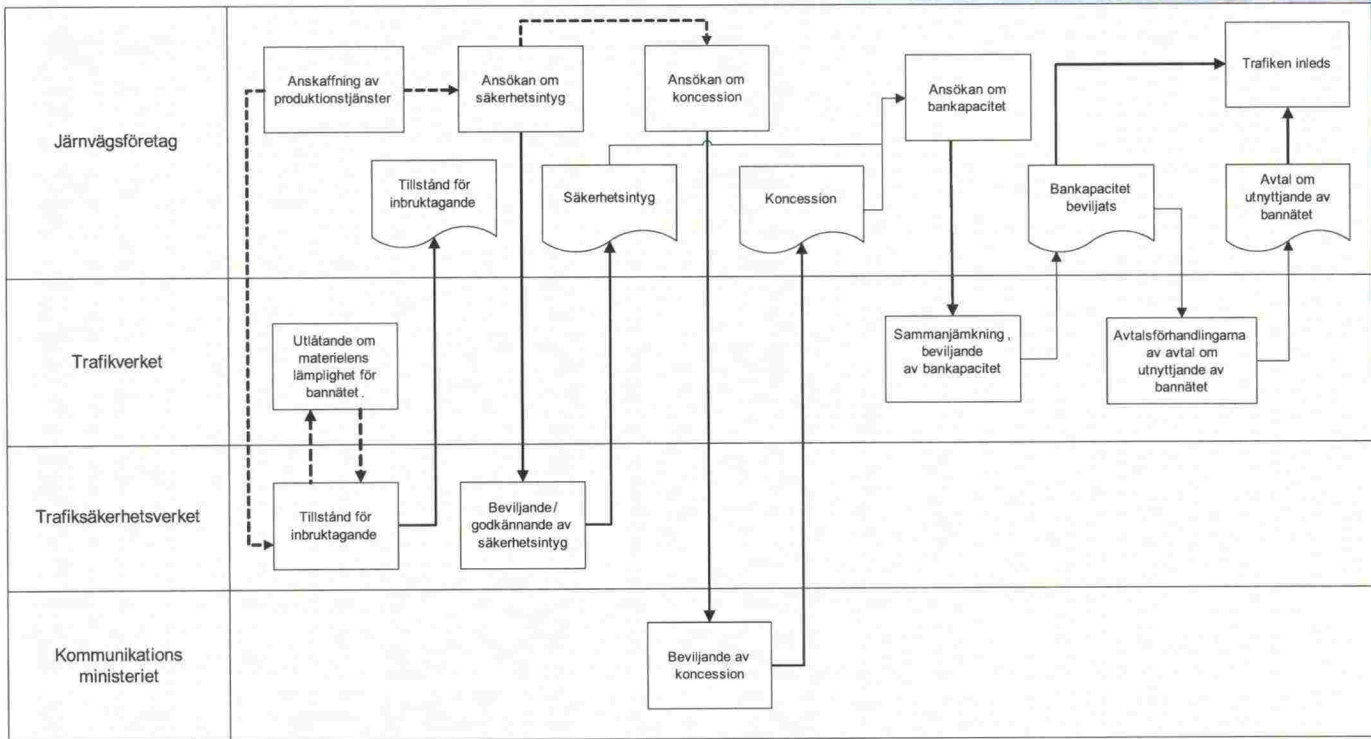 Järnvägsföretag
Anskaffning av
produktionstjänster
Ansökan om
säkerhetsintyg
Ansökan om
koncession
Ansökan om
bankapacitet
Trafiken inleds
Tillstånd för
inbruktagande
Säkerhetsintyg
Koncession
Bankapacitet
beviljats
Avtal om
utnyttjande av
bannätet
Trafikverket
Utlåtande om
materielens
lämplighet för
bannätet .
Sammanjämkning ,
beviljande
av bankapacitet
Avtalsförhandlingarna
av avtal om
utnyttjande av
bannätet
Trafiksäkerhetsverket
Tillstånd för
inbruktagande
Beviljande/
godkännande av
säkerhetsintyg
Kommunikations
ministeriet
Beviljande av
koncession